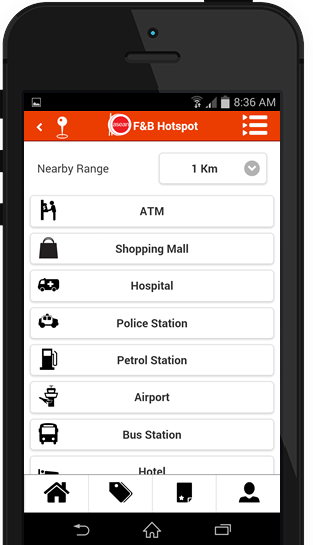 8:36 AM
asean F&B Hotspot
Nearby Range 1 Km
ATM
Shopping Mall
Hospital
Police Station
Petrol Station
Airport
Bus Station
Hotel